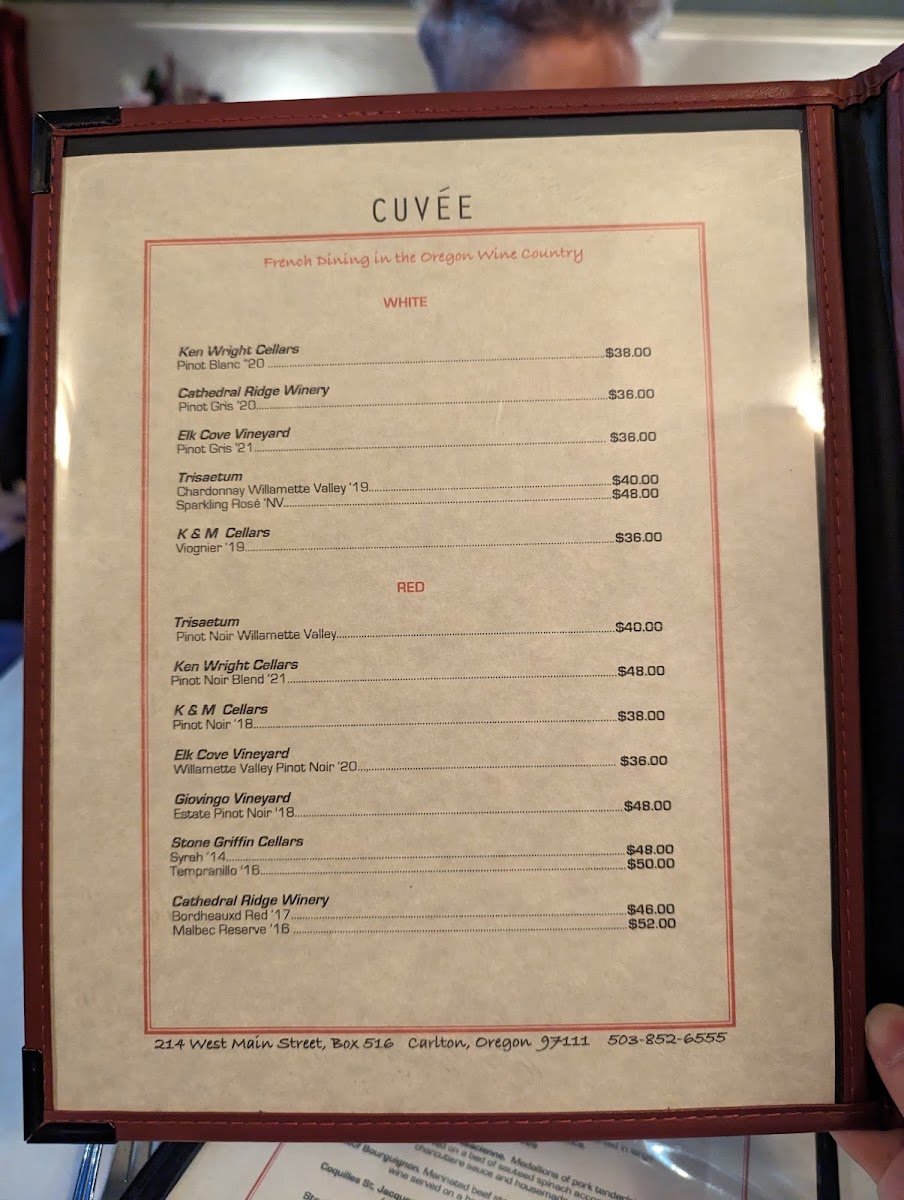 CUVÉE
French Dining in the Oregon Wine Country
WHITE
Ken Wright Cellars
Pinot Blanc "20 ........ $38.00
Cathedral Ridge Winery
Pinot Gris '20........ $36.00
Elk Cove Vineyard
Pinot Gris '21........ $36.00
Trisaetum
Chardonnay Willamette Valley '19........ $40.00
Sparkling Rosé 'NV........ $48.00
K & M Cellars
Viognier '19........ $36.00
RED
Trisaetum
Pinot Noir Willamette Valley........ $40.00
Ken Wright Cellars
Pinot Noir Blend '21........ $48.00
K & M Cellars
Pinot Noir '18........ $38.00
Elk Cove Vineyard
Willamette Valley Pinot Noir '20........ $36.00
Giovingo Vineyard
Estate Pinot Noir '18........ $48.00
Stone Griffin Cellars
Syrah '14........ $48.00
Tempranillo '16........ $50.00
Cathedral Ridge Winery
Bordheauxd Red '17........ $46.00
Malbec Reserve '16 ........ $52.00
214 West Main Street, Box 516 Carlton, Oregon 97111 503-852-6555
Medallions of pork
on a bed of sauteed spinach
charcutiere sauce and housemade
Bourguignon. Marinated beef
wine served on a
Coquilles St. Jacques